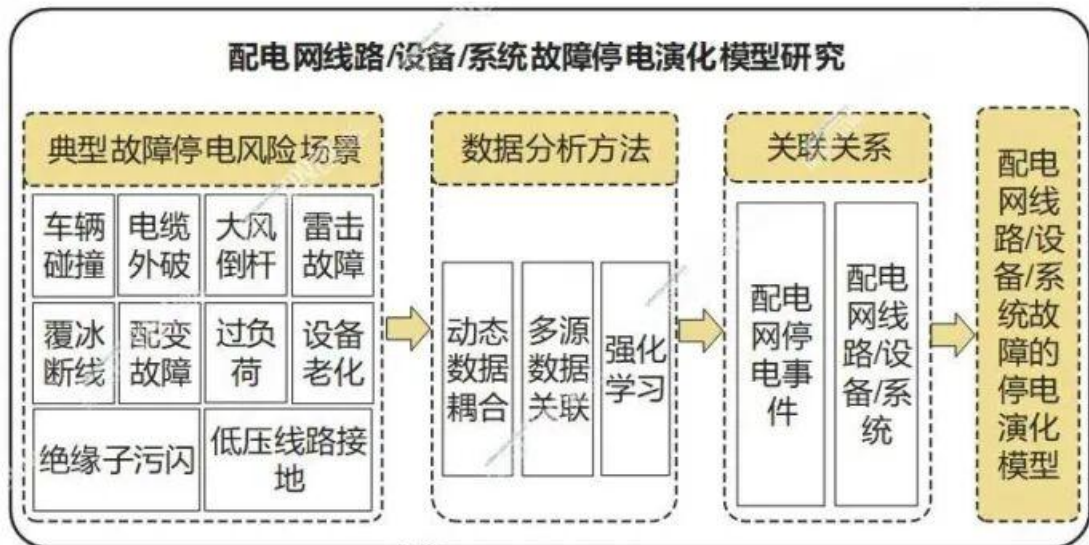 配电网线路/设备/系统故障停电演化模型研究
典型故障停电风险场景
车辆
碰撞
电缆
外破
大风
倒杆
雷击
故障
覆冰
断线
配变
故障
过负
荷
设备
老化
绝缘子污闪
低压线路接
地
数据分析方法
动态
数据
耦合
多源
数据
关联
强化
学习
关联关系
配电
网停
电事
件
配电
网线
路/设
备/系
统
配电
网线
路/设
备/系
统故
障的
停电
演化
模型